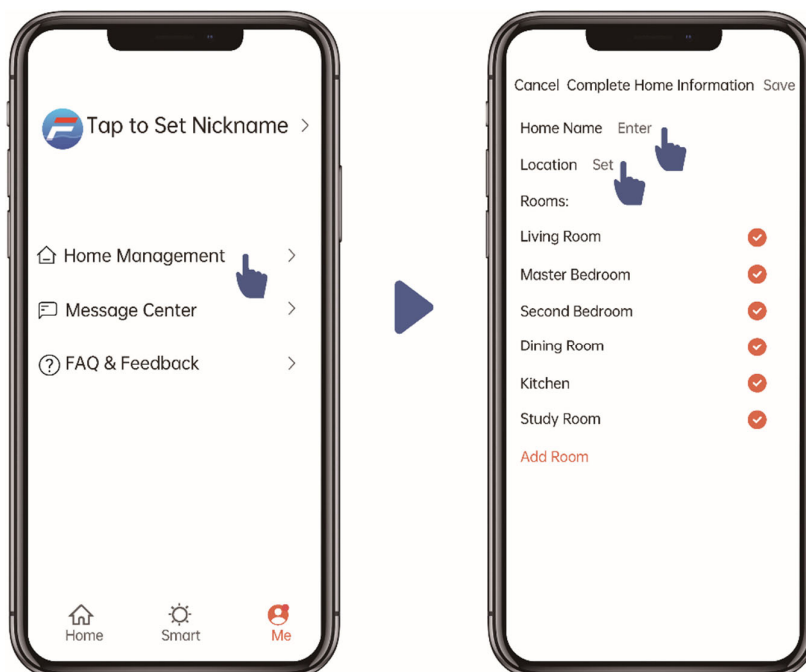 Tap to Set Nickname
Home Management
Message Center
FAQ & Feedback
Home Smart Me
Cancel Complete Home Information Save
Home Name Enter
Location Set
Rooms:
Living Room
Master Bedroom
Second Bedroom
Dining Room
Kitchen
Study Room
Add Room